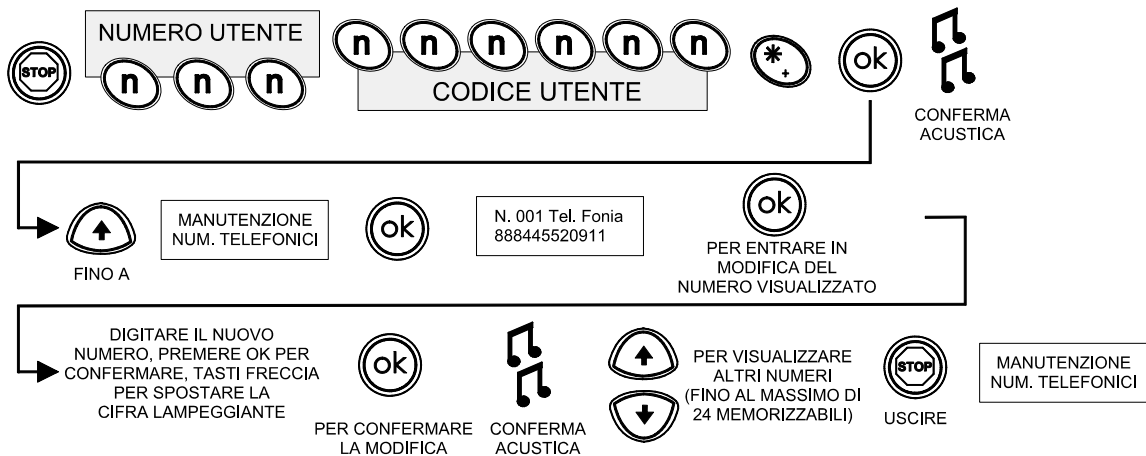 STOP
NUMERO UTENTE
n n n
n n n n n n
CODICE UTENTE
* +
ok
CONFERMA
ACUSTICA
FINO A
MANUTENZIONE
NUM. TELEFONICI
ok
N. 001 Tel. Fonia
888445520911
ok
PER ENTRARE IN
MODIFICA DEL
NUMERO VISUALIZZATO
DIGITARE IL NUOVO
NUMERO, PREMERE OK PER
CONFERMARE, TASTI FRECCIA
PER SPOSTARE LA
CIFRA LAMPEGGIANTE
ok
PER CONFERMARE
LA MODIFICA
CONFERMA
ACUSTICA
PER VISUALIZZARE
ALTRI NUMERI
(FINO AL MASSIMO DI
24 MEMORIZZABILI)
STOP
USCIRE
MANUTENZIONE
NUM. TELEFONICI